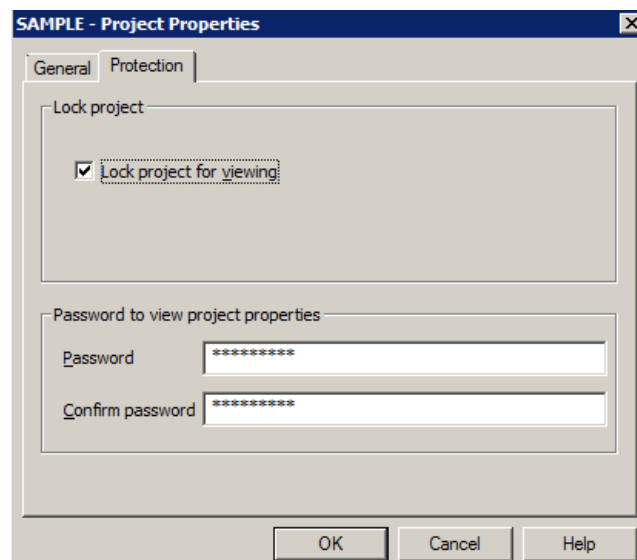 SAMPLE - Project Properties
General Protection
Lock project
Lock project for viewing
Password to view project properties
Password *********
Confirm password *********
OK Cancel Help